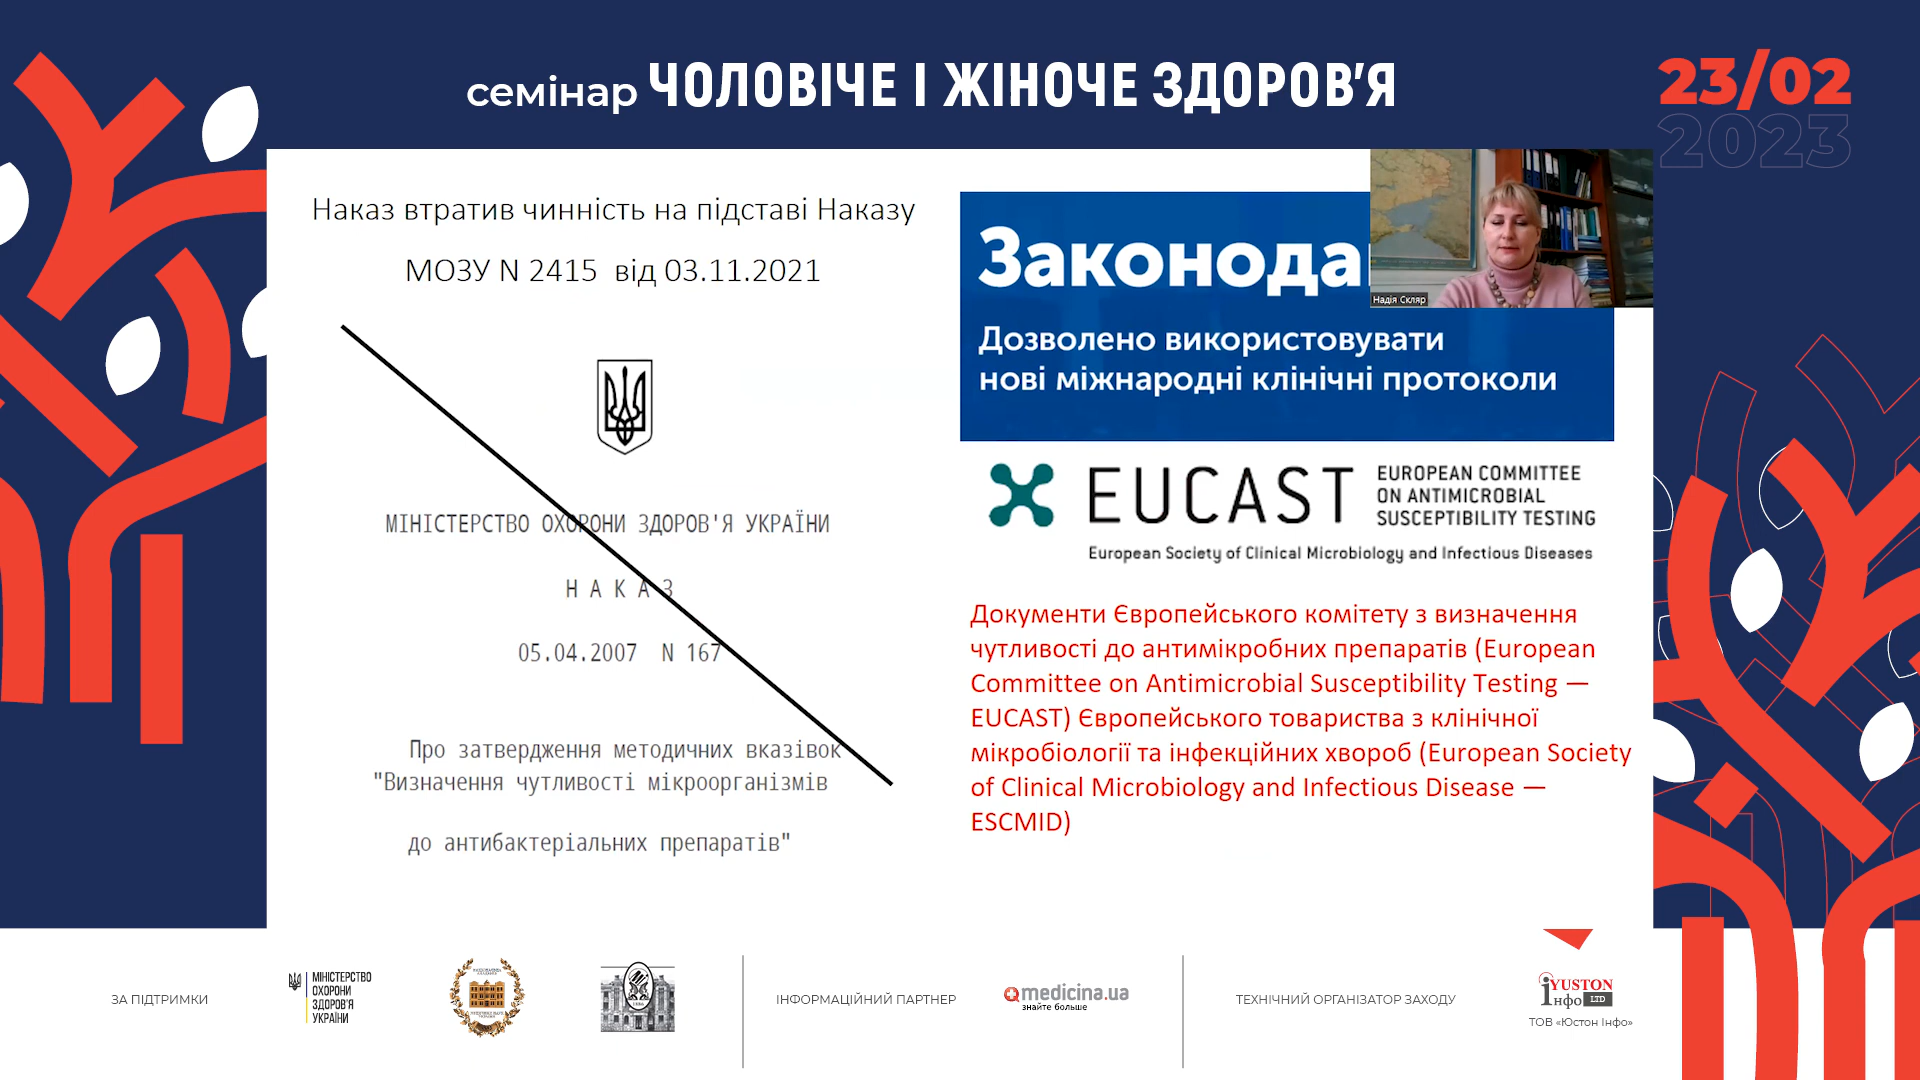 семінар ЧОЛОВІЧЕ І ЖІНОЧЕ ЗДОРОВ'Я
23/02
2023
Наказ втратив чинність на підставі Наказу
МОЗУ N 2415 від 03.11.2021
МІНІСТЕРСТВО ОХОРОНИ ЗДОРОВ'Я УКРАЇНИ
Н А К А З
05.04.2007 N 167
Про затвердження методичних вказівок
"Визначення чутливості мікроорганізмів
до антибактеріальних препаратів"
Законода
Надія Скляр
Дозволено використовувати
нові міжнародні клінічні протоколи
EUCAST
EUROPEAN COMMITTEE
ON ANTIMICROBIAL
SUSCEPTIBILITY TESTING
European Society of Clinical Microbiology and Infectious Diseases
Документи Європейського комітету з визначення
чутливості до антимікробних препаратів (European
Committee on Antimicrobial Susceptibility Testing —
EUCAST) Європейського товариства з клінічної
мікробіології та інфекційних хвороб (European Society
of Clinical Microbiology and Infectious Disease —
ESCMID)
ЗА ПІДТРИМКИ
МІНІСТЕРСТВО
ОХОРОНИ
ЗДОРОВ'Я
УКРАЇНИ
ІНФОРМАЦІЙНИЙ ПАРТНЕР
medicina.ua
знайте больше
ТЕХНІЧНИЙ ОРГАНІЗАТОР ЗАХОДУ
YUSTON
Інфо LTD
ТОВ «Юстон Інфо»